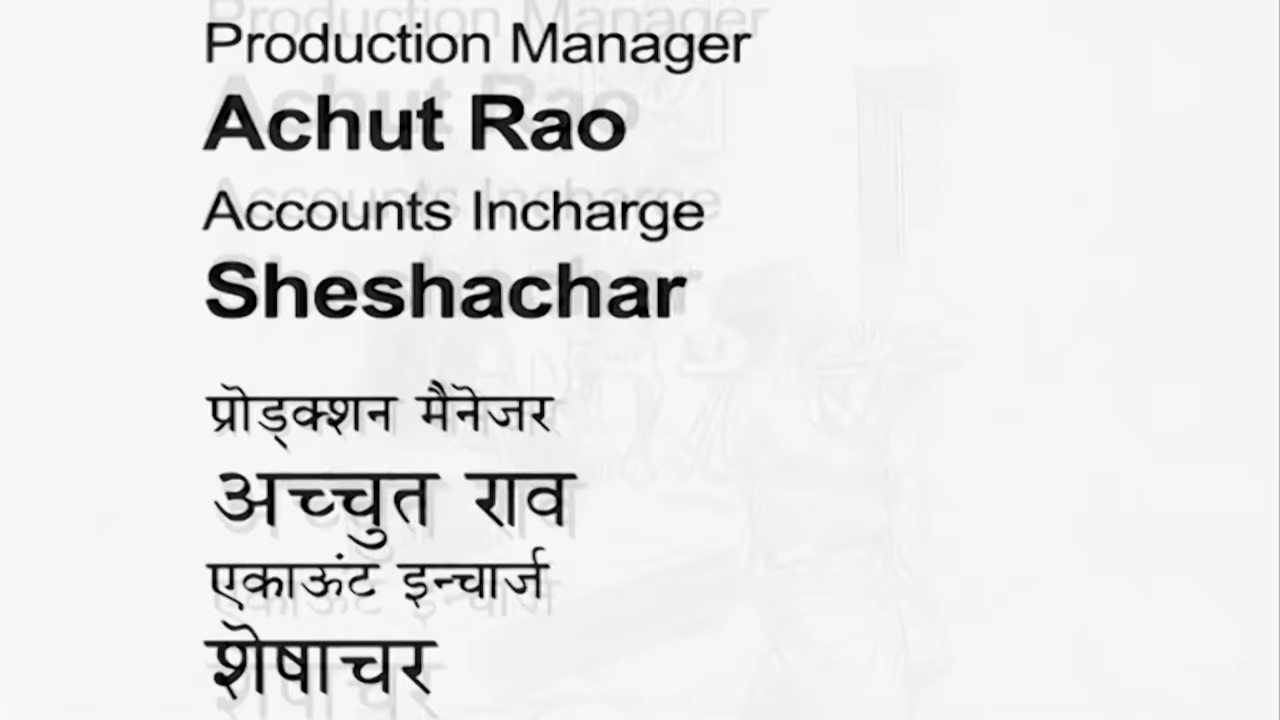 Production Manager
Achut Rao
Accounts Incharge
Sheshachar
प्रॊड्क्शन मैनॆजर
अच्चुत राव
एकाऊंट इन्चार्ज
शॆषाचर